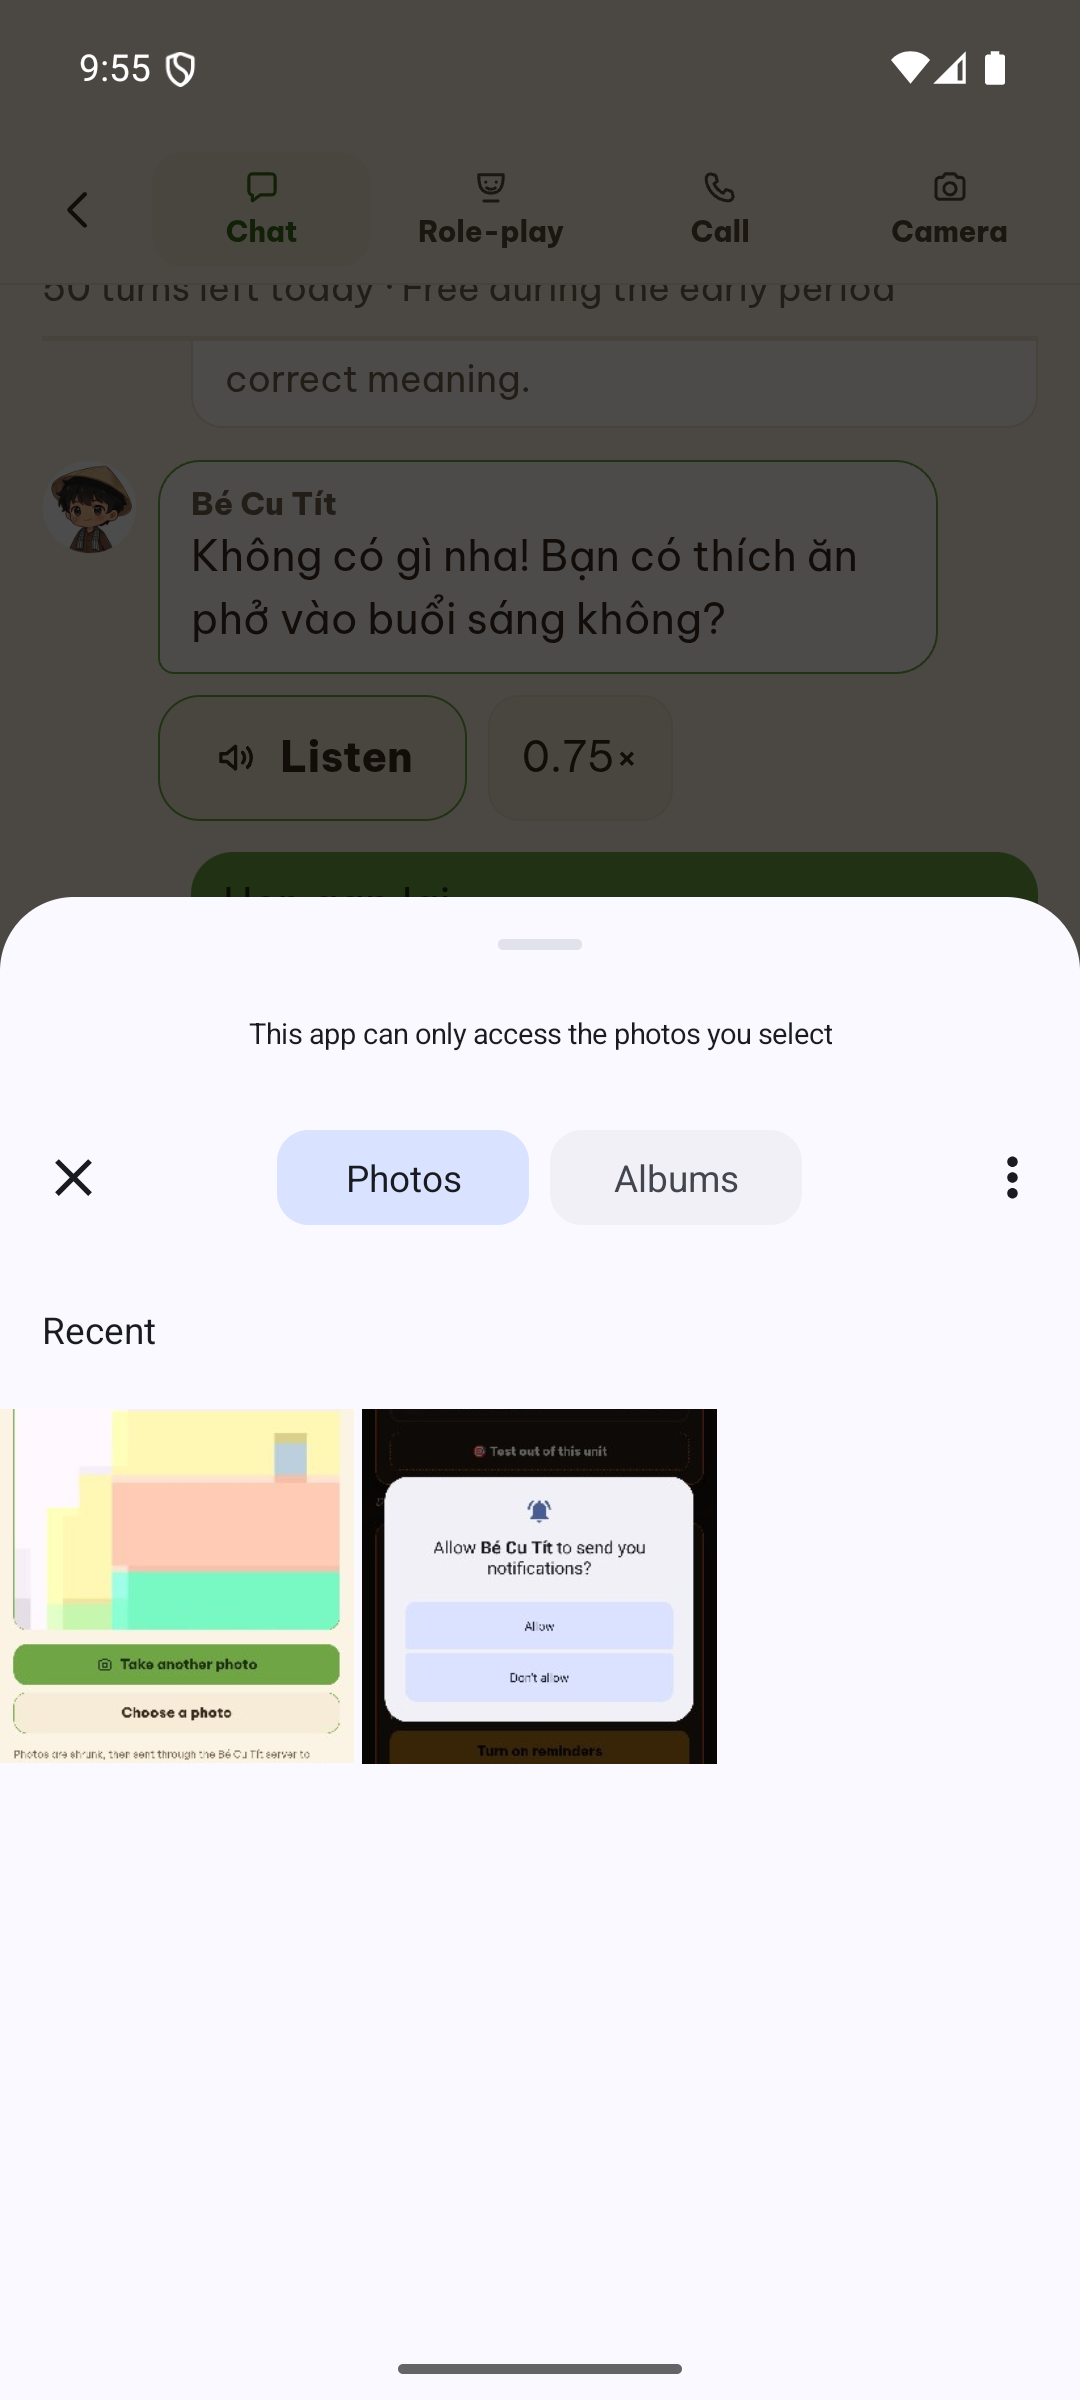 9:55
Chat
Role-play
Call
Camera
50 turns left today · Free during the early period
correct meaning.
Bé Cu Tít
Không có gì nha! Bạn có thích ăn
phở vào buổi sáng không?
Listen
0.75×
This app can only access the photos you select
Photos
Albums
Recent
Take another photo
Choose a photo
Photos are shrunk, then sent through the Bé Cu Tít server to
Test out of this unit
Allow Bé Cu Tít to send you
notifications?
Allow
Don't allow
Turn on reminders